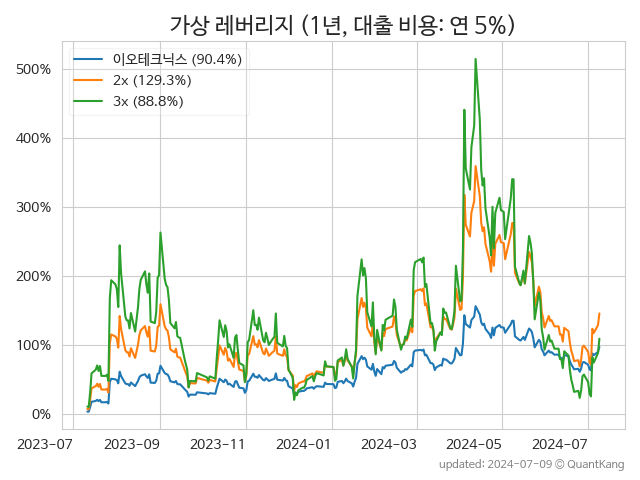 가상 레버리지 (1년, 대출 비용: 연 5%)
이오테크닉스 (90.4%)
2x (129.3%)
3x (88.8%)
500%
400%
300%
200%
100%
0%
2023-07 2023-09 2023-11 2024-01 2024-03 2024-05 2024-07
updated: 2024-07-09 © QuantKang